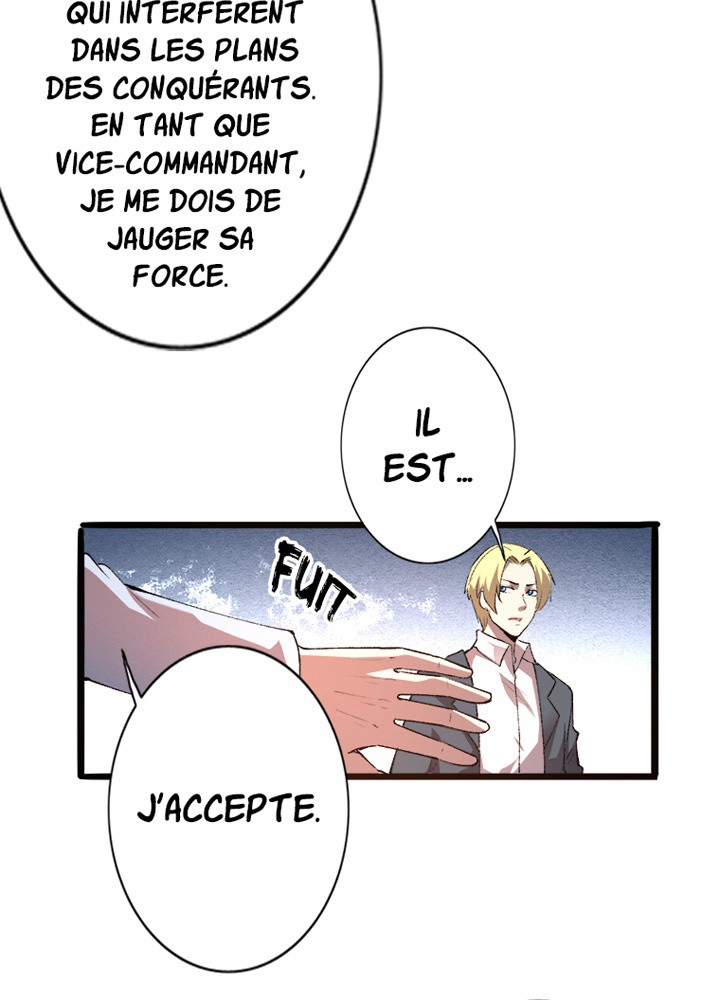 QUI INTERFÈRENT
DANS LES PLANS
DES CONQUÉRANTS.
EN TANT QUE
VICE-COMMANDANT,
JE ME DOIS DE
JAUGER SA
FORCE.
IL
EST...
FUIT
J'ACCEPTE.